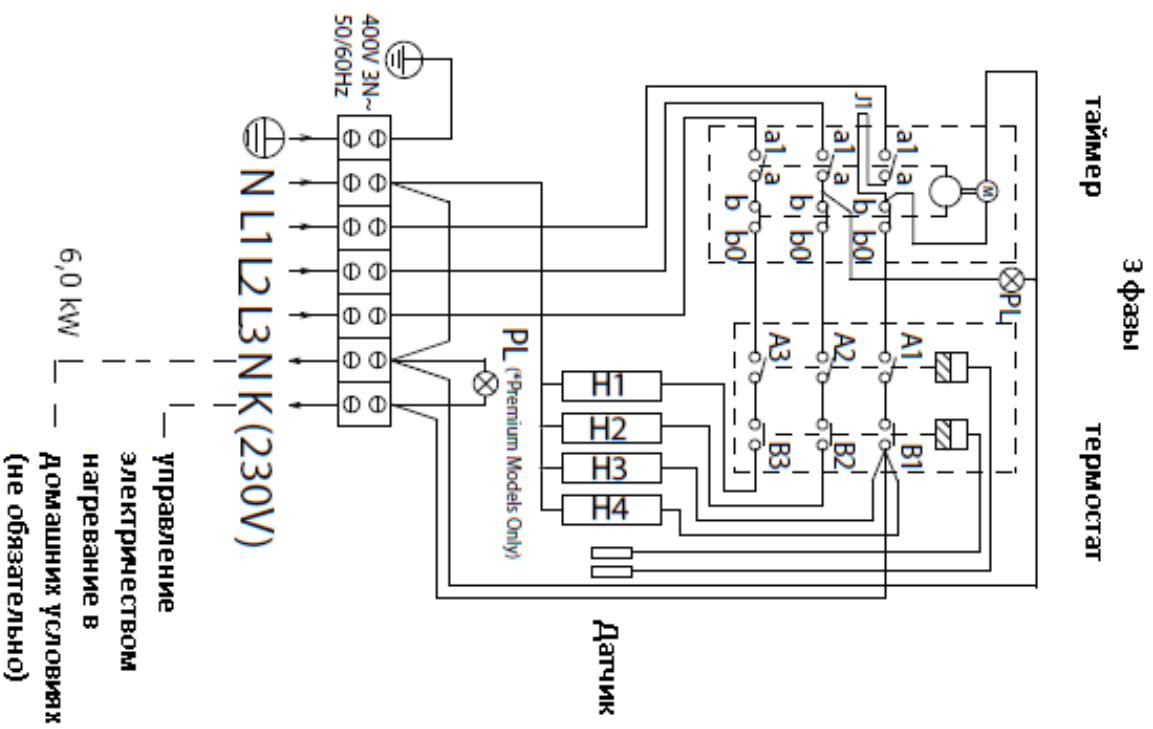 таймер
3 фазы
термостат
400V 3N~
50/60Hz
J1
a1 a1 a1
a a a
b b b
b0 b0 b0
M
PL
A3 A2 A1
B3 B2 B1
N L1 L2 L3 N K (230V)
PL (*Premium Models Only)
H1
H2
H3
H4
Датчик
6,0 kW
управление
электричеством
нагревание в
домашних условиях
(не обязательно)